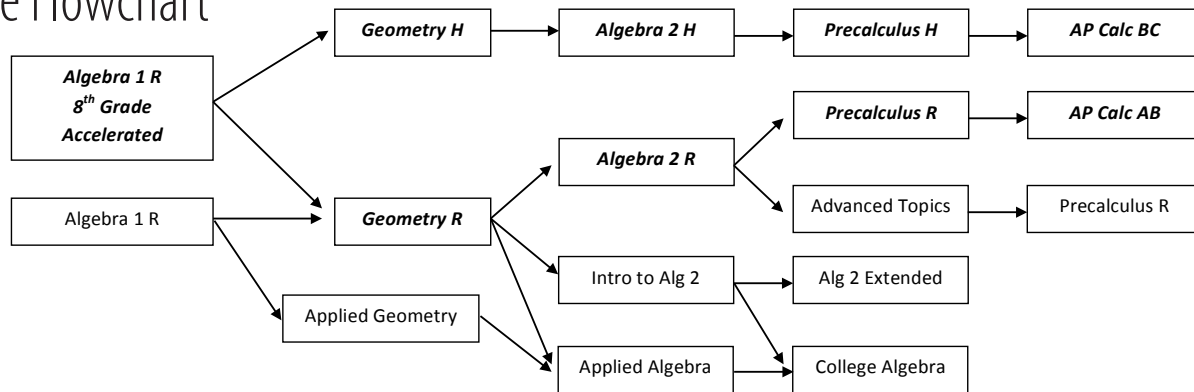 e Flowchart
Geometry H
Algebra 2 H
Precalculus H
AP Calc BC
Algebra 1 R
8th Grade
Accelerated
Precalculus R
AP Calc AB
Algebra 2 R
Algebra 1 R
Geometry R
Advanced Topics
Precalculus R
Intro to Alg 2
Alg 2 Extended
Applied Geometry
Applied Algebra
College Algebra